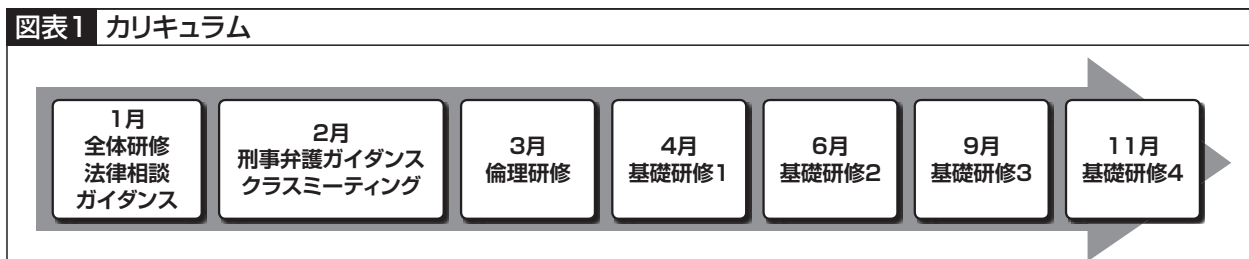 図表1 カリキュラム
1月
全体研修
法律相談
ガイダンス
2月
刑事弁護ガイダンス
クラスミーティング
3月
倫理研修
4月
基礎研修1
6月
基礎研修2
9月
基礎研修3
11月
基礎研修4